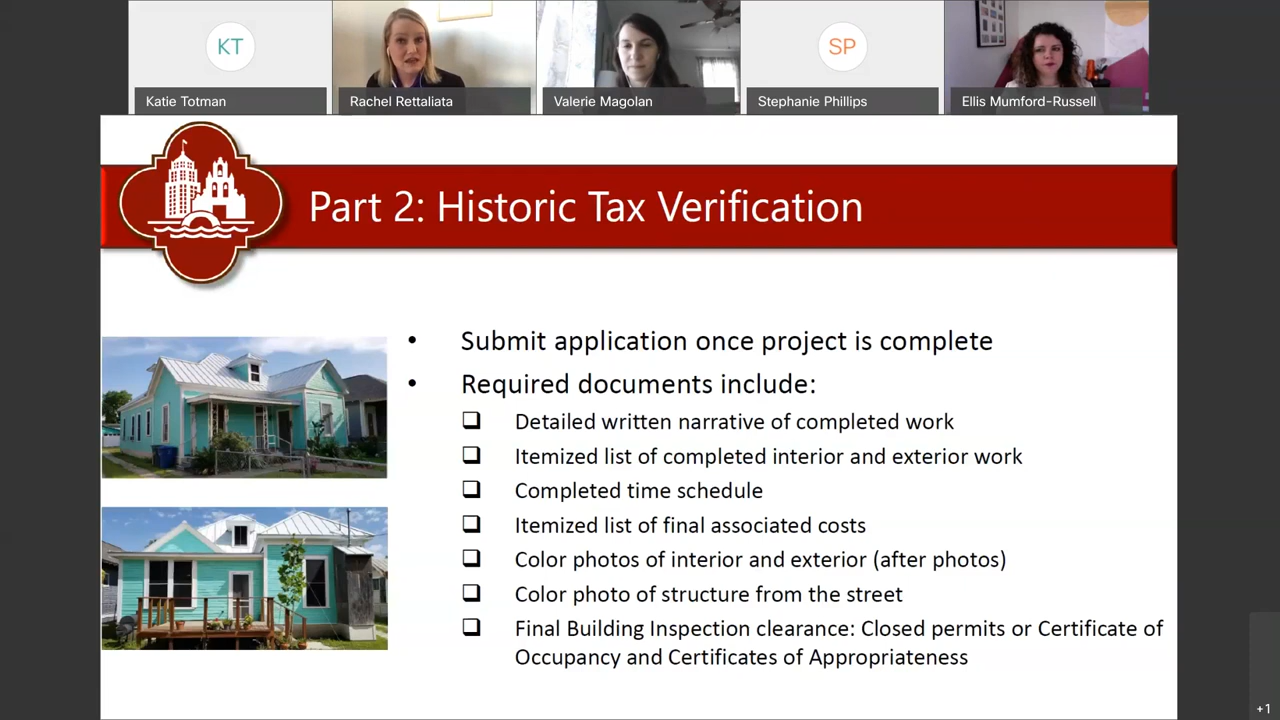 KT
SP
Katie Totman
Rachel Rettaliata
Valerie Magolan
Stephanie Phillips
Ellis Mumford-Russell
Part 2: Historic Tax Verification
• Submit application once project is complete
• Required documents include:
❑ Detailed written narrative of completed work
❑ Itemized list of completed interior and exterior work
❑ Completed time schedule
❑ Itemized list of final associated costs
❑ Color photos of interior and exterior (after photos)
❑ Color photo of structure from the street
❑ Final Building Inspection clearance: Closed permits or Certificate of
Occupancy and Certificates of Appropriateness
+1